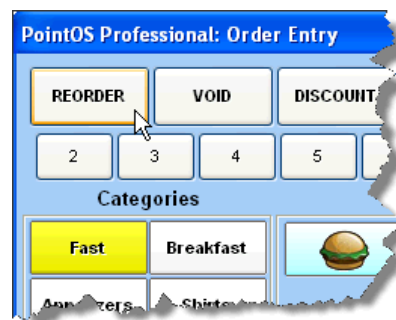 PointOS Professional: Order Entry
REORDER VOID DISCOUNT
2 3 4 5
Categories
Fast Breakfast